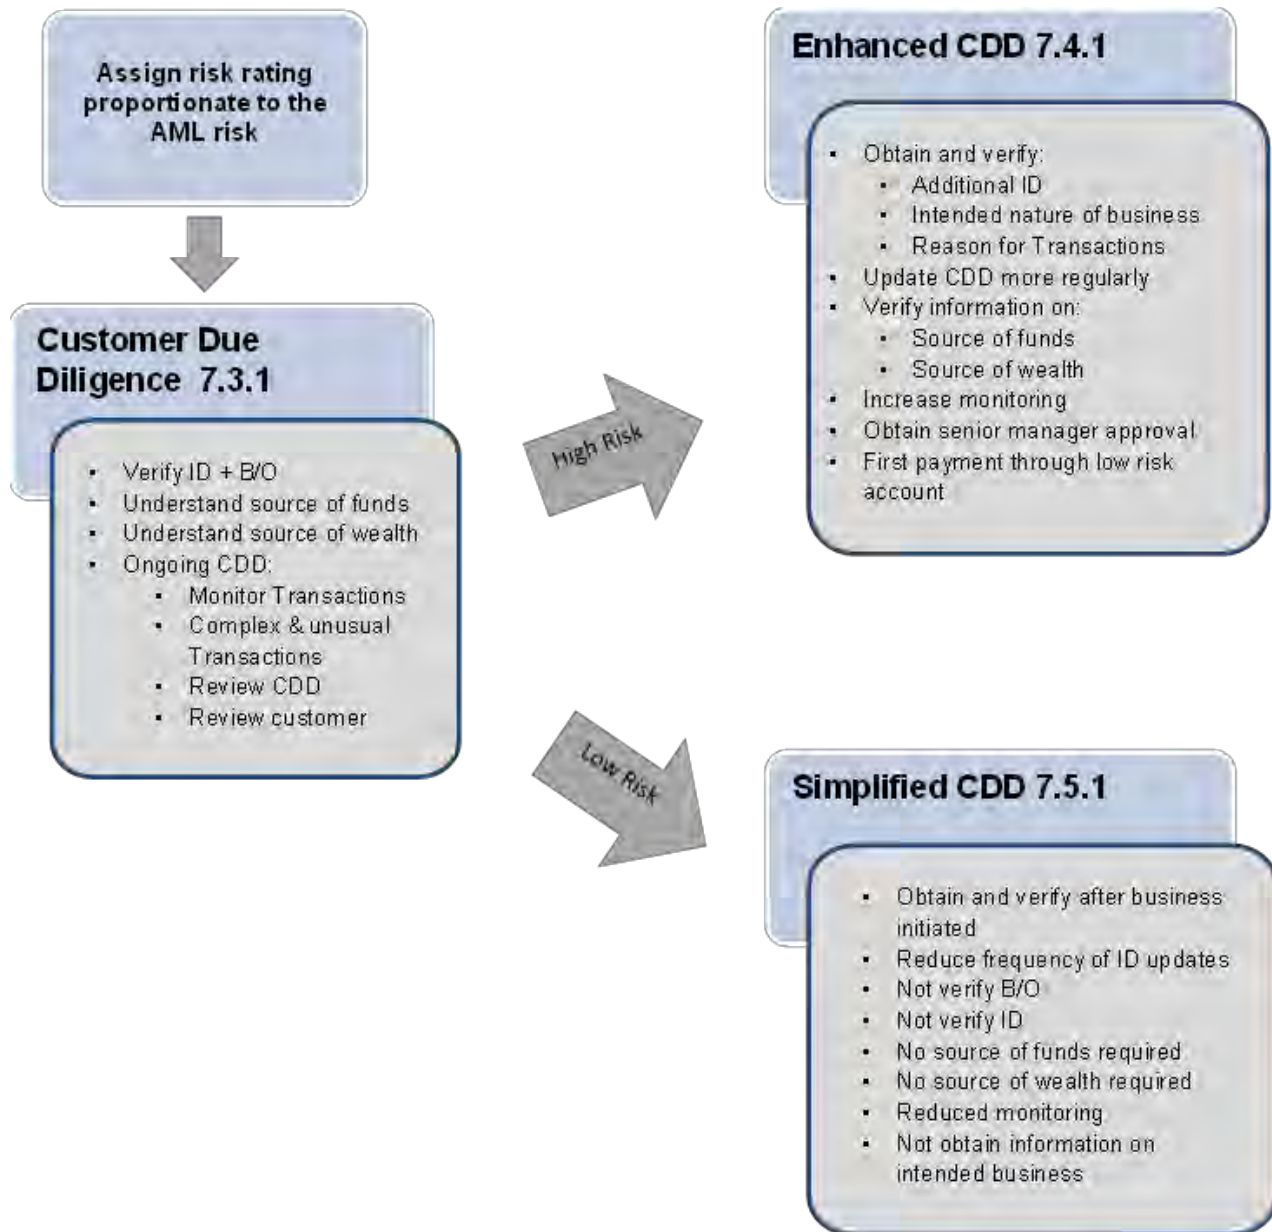 Assign risk rating
proportionate to the
AML risk
Customer Due
Diligence 7.3.1
▪ Verify ID + B/O
▪ Understand source of funds
▪ Understand source of wealth
▪ Ongoing CDD:
▪ Monitor Transactions
▪ Complex & unusual
Transactions
▪ Review CDD
▪ Review customer
High Risk
Low Risk
Enhanced CDD 7.4.1
▪ Obtain and verify:
▪ Additional ID
▪ Intended nature of business
▪ Reason for Transactions
▪ Update CDD more regularly
▪ Verify information on:
▪ Source of funds
▪ Source of wealth
▪ Increase monitoring
▪ Obtain senior manager approval
▪ First payment through low risk
account
Simplified CDD 7.5.1
▪ Obtain and verify after business
initiated
▪ Reduce frequency of ID updates
▪ Not verify B/O
▪ Not verify ID
▪ No source of funds required
▪ No source of wealth required
▪ Reduced monitoring
▪ Not obtain information on
intended business